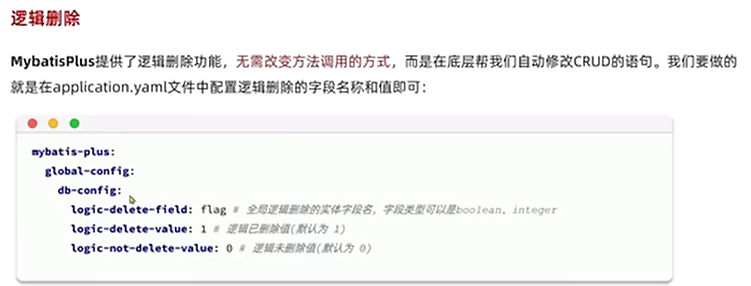 逻辑删除
MybatisPlus提供了逻辑删除功能，无需改变方法调用的方式，而是在底层帮我们自动修改CRUD的语句。我们要做的
就是在application.yaml文件中配置逻辑删除的字段名称和值即可：
mybatis-plus:
  global-config:
    db-config:
      logic-delete-field: flag # 全局逻辑删除的实体字段名，字段类型可以是boolean、integer
      logic-delete-value: 1 # 逻辑已删除值(默认为 1)
      logic-not-delete-value: 0 # 逻辑未删除值(默认为 0)